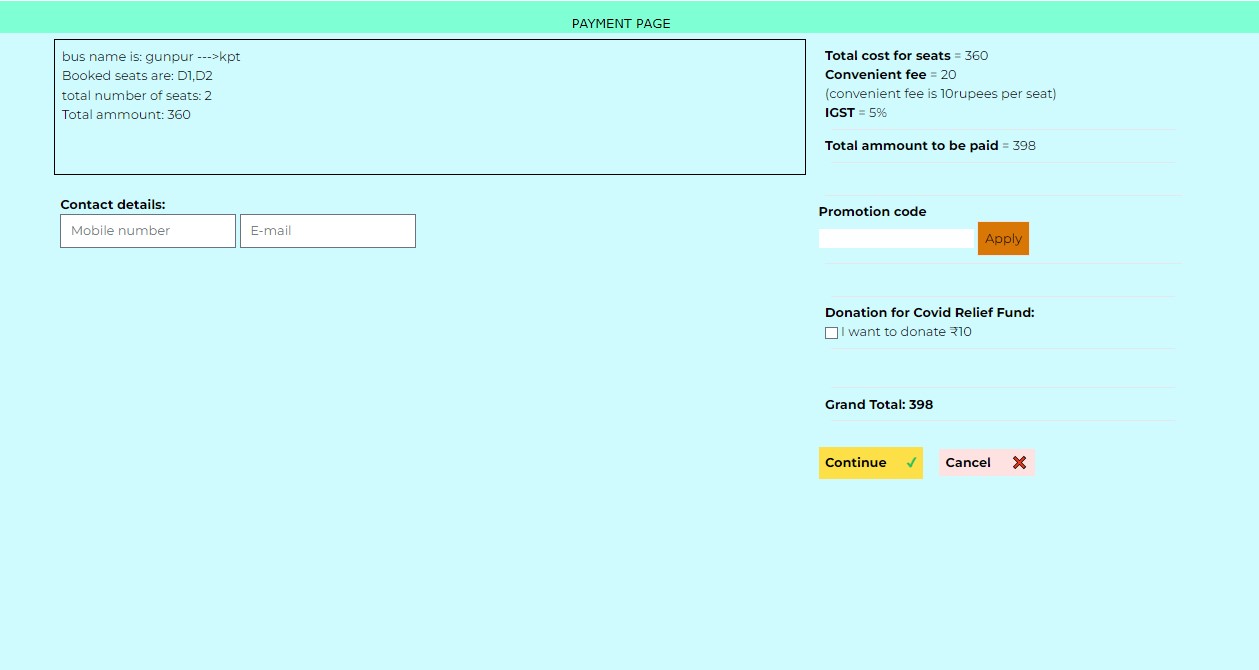 PAYMENT PAGE
bus name is: gunpur --->kpt
Booked seats are: D1,D2
total number of seats: 2
Total ammount: 360
Contact details:
Mobile number
E-mail
Total cost for seats = 360
Convenient fee = 20
(convenient fee is 10rupees per seat)
IGST = 5%
Total ammount to be paid = 398
Promotion code
Apply
Donation for Covid Relief Fund:
I want to donate ₹10
Grand Total: 398
Continue ✓
Cancel ✗